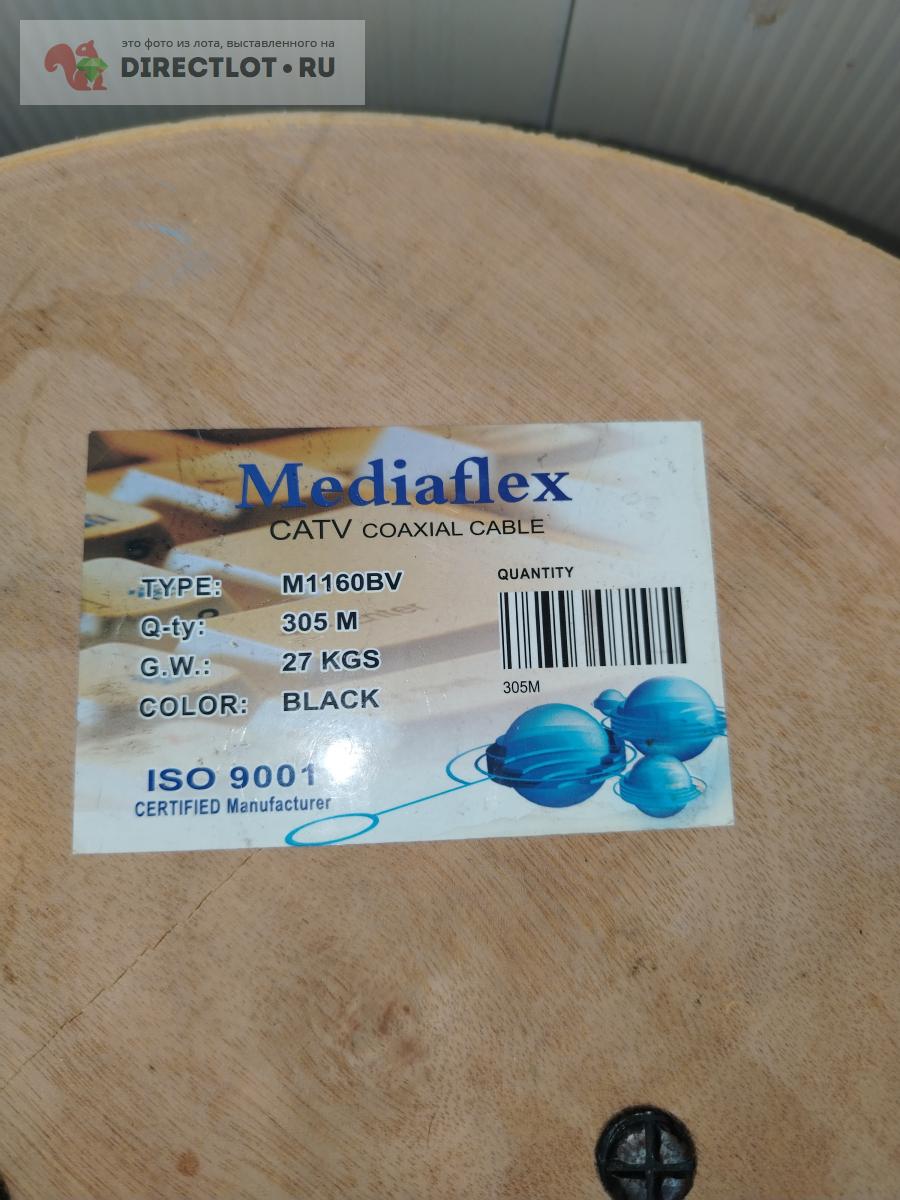 это фото из лота, выставленного на
DIRECTLOT•RU
Mediaflex
CATV COAXIAL CABLE
TYPE: M1160BV
Q-ty: 305 M
G.W.: 27 KGS
COLOR: BLACK
QUANTITY
305M
ISO 9001
CERTIFIED Manufacturer